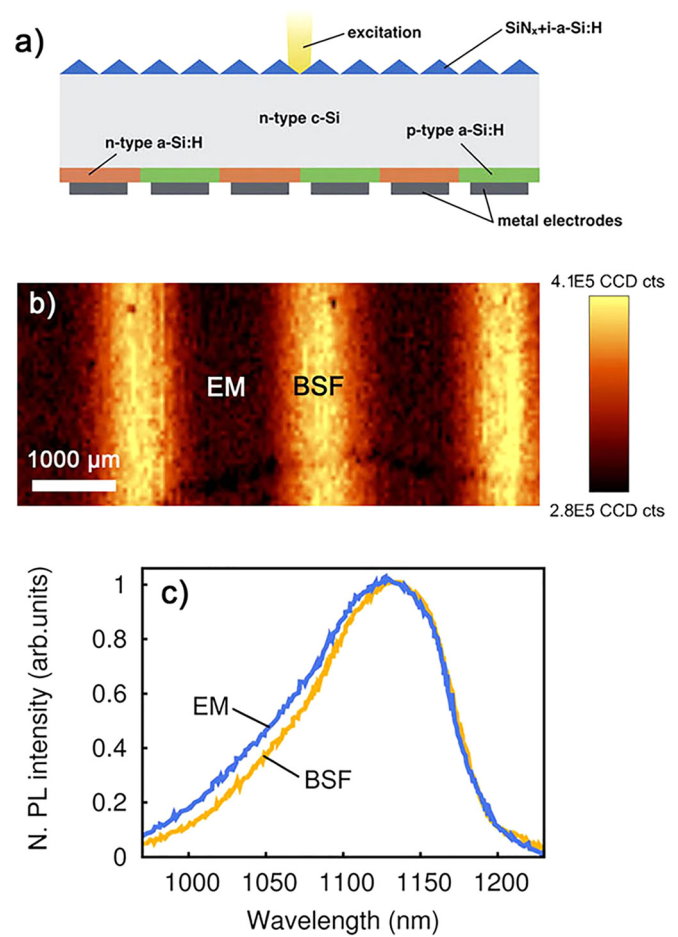 a)
excitation
SiNₓ+i-a-Si:H
n-type c-Si
n-type a-Si:H
p-type a-Si:H
metal electrodes
b)
4.1E5 CCD cts
EM
BSF
1000 μm
2.8E5 CCD cts
c)
N. PL intensity (arb.units)
1
0.8
0.6
0.4
0.2
0
EM
BSF
1000 1050 1100 1150 1200
Wavelength (nm)